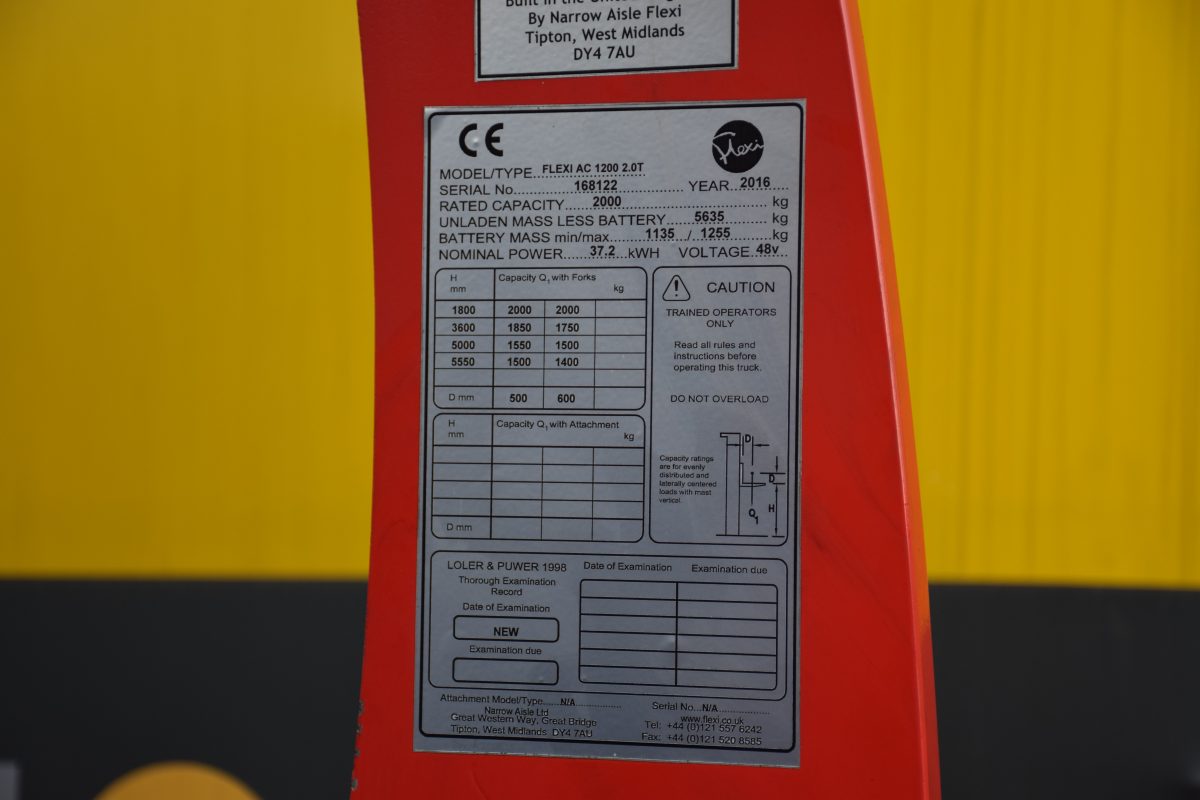 By Narrow Aisle Flexi
Tipton, West Midlands
DY4 7AU
CE
Flexi
MODEL/TYPE FLEXI AC 1200 2.0T
SERIAL No. 168122 YEAR 2016
RATED CAPACITY 2000 kg
UNLADEN MASS LESS BATTERY 5635 kg
BATTERY MASS min/max 1135 / 1255 kg
NOMINAL POWER 37.2 kWH VOLTAGE 48v
H mm Capacity Q1 with Forks kg
1800 2000 2000
3600 1850 1750
5000 1550 1500
5550 1500 1400
D mm 500 600
H mm Capacity Q1 with Attachment kg
D mm
! CAUTION
TRAINED OPERATORS
ONLY
Read all rules and
instructions before
operating this truck.
DO NOT OVERLOAD
Capacity ratings
are for evenly
distributed and
laterally centered
loads with mast
vertical.
D
D
H
Q1
LOLER & PUWER 1998
Thorough Examination
Record
Date of Examination
NEW
Examination due
Date of Examination Examination due
Attachment Model/Type N/A Serial No. N/A
Narrow Aisle Ltd
Great Western Way, Great Bridge
Tipton, West Midlands DY4 7AU
www.flexi.co.uk
Tel: +44 (0)121 557 6242
Fax: +44 (0)121 520 8585